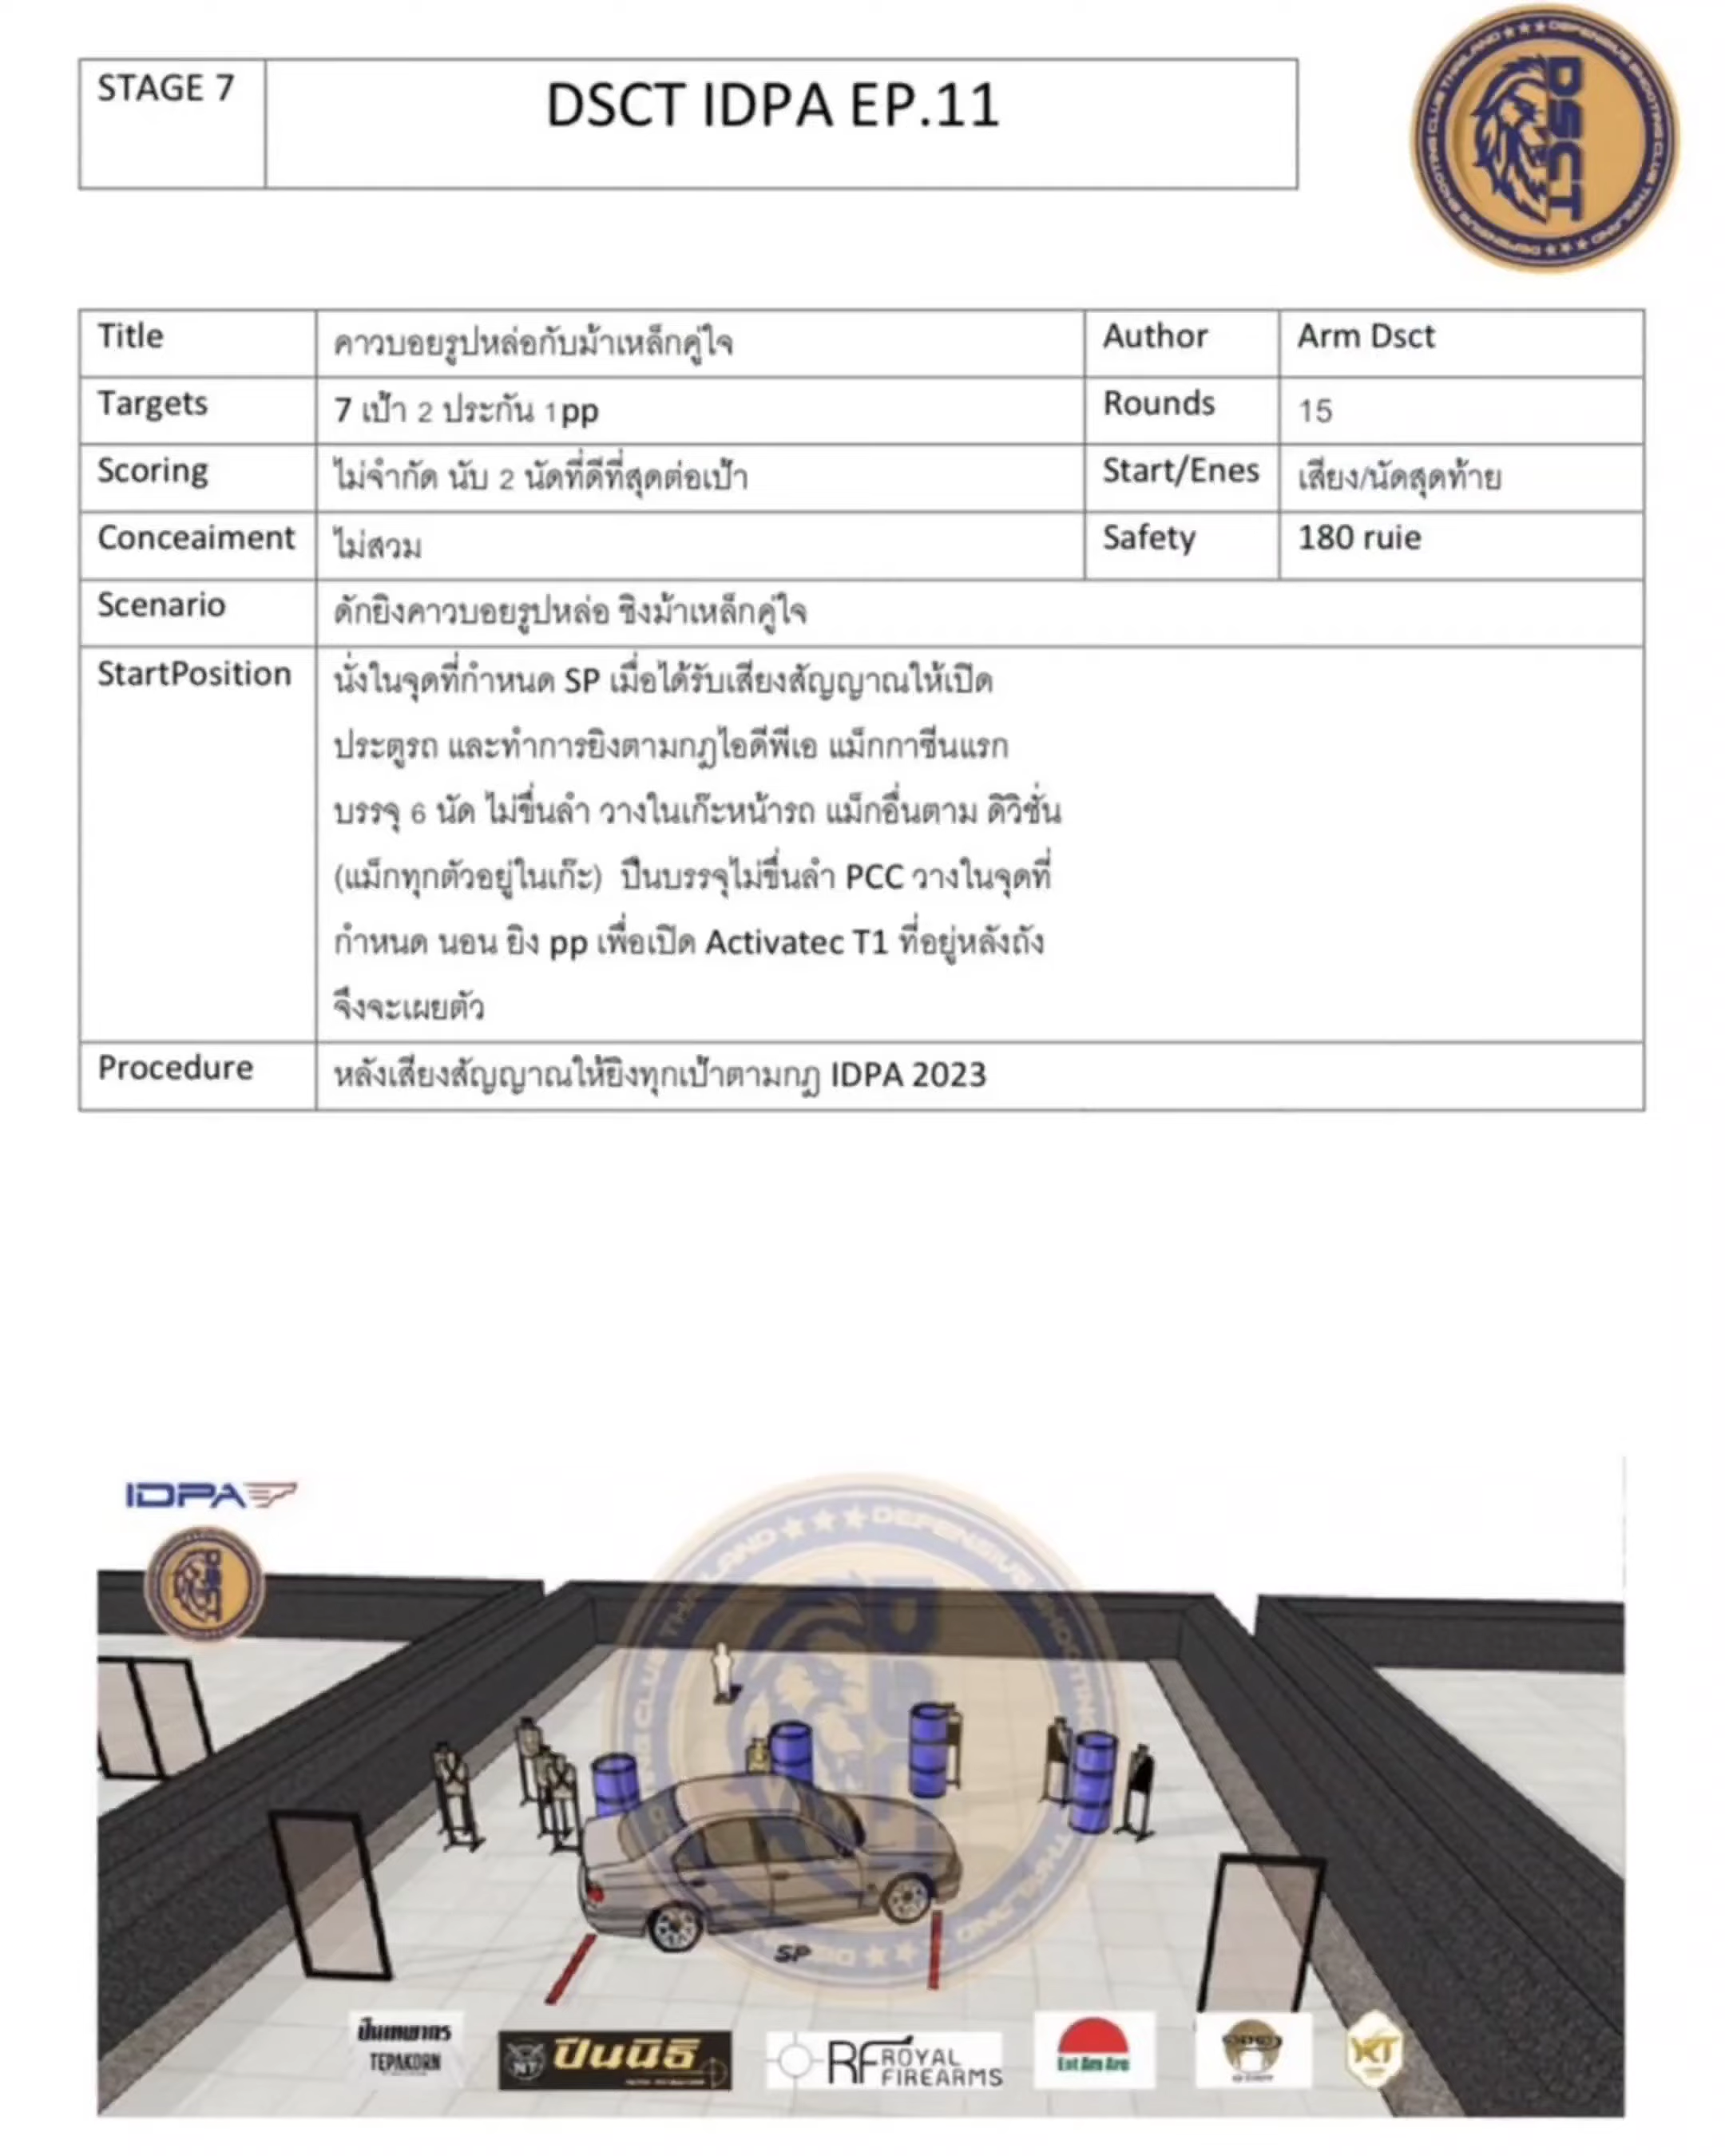 STAGE 7
DSCT IDPA EP.11
DEFENSIVE SHOOTING CLUB THAILAND
DSCT
Title
คาวบอยรูปหล่อกับม้าเหล็กคู่ใจ
Author
Arm Dsct
Targets
7 เป้า 2 ประกัน 1pp
Rounds
15
Scoring
ไม่จำกัด นับ 2 นัดที่ดีที่สุดต่อเป้า
Start/Enes
เสียง/นัดสุดท้าย
Conceaiment
ไม่สวม
Safety
180 ruie
Scenario
ดักยิงคาวบอยรูปหล่อ ชิงม้าเหล็กคู่ใจ
StartPosition
นั่งในจุดที่กำหนด SP เมื่อได้รับเสียงสัญญาณให้เปิด
ประตูรถ และทำการยิงตามกฎไอดีพีเอ แม็กกาซีนแรก
บรรจุ 6 นัด ไม่ขึ้นลำ วางในเก๊ะหน้ารถ แม็กอื่นตาม ดิวิชั่น
(แม็กทุกตัวอยู่ในเก๊ะ) ปืนบรรจุไม่ขึ้นลำ PCC วางในจุดที่
กำหนด นอน ยิง pp เพื่อเปิด Activatec T1 ที่อยู่หลังถัง
จึงจะเผยตัว
Procedure
หลังเสียงสัญญาณให้ยิงทุกเป้าตามกฎ IDPA 2023
IDPA
DSCT
SP
ปืนเทพากร
TEPAKORN
ปืนนิธิ
RF ROYAL
FIREARMS
Eat Am Are
KT